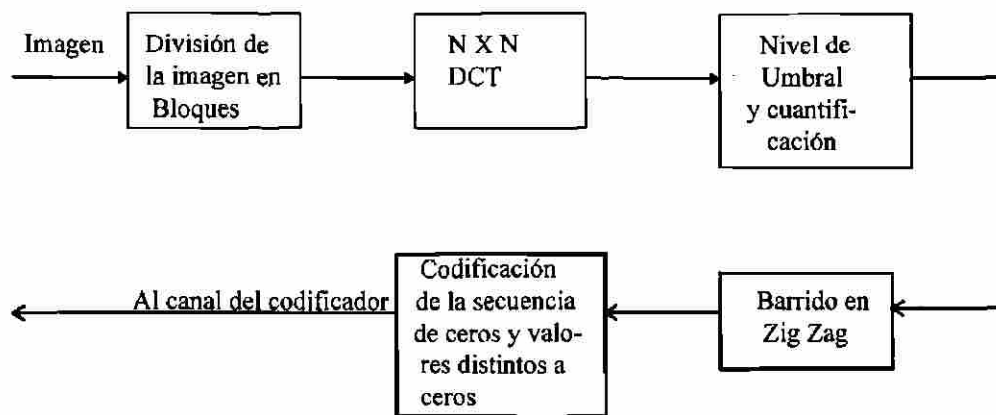 Imagen
División de
la imagen en
Bloques
N X N
DCT
Nivel de
Umbral
y cuantifi-
cación
Barrido en
Zig Zag
Codificación
de la secuencia
de ceros y valo-
res distintos a
ceros
Al canal del codificador